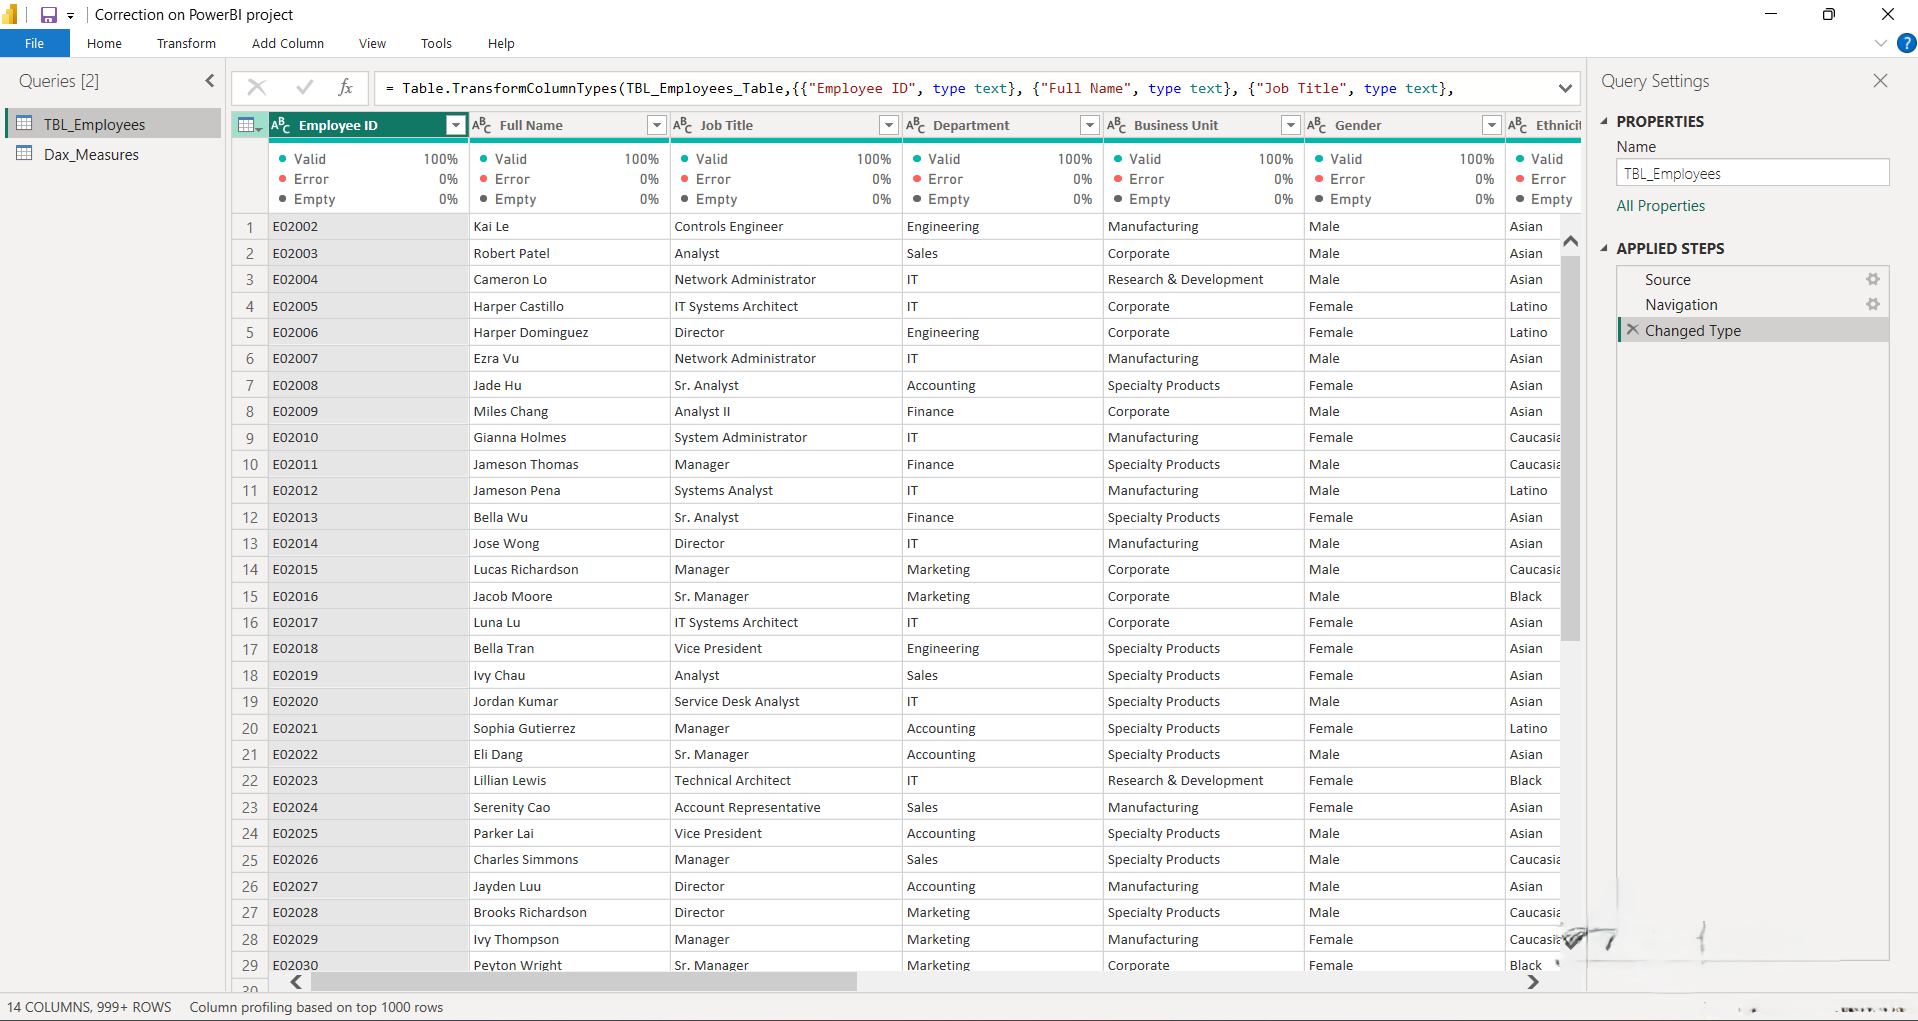 Correction on PowerBI project
File Home Transform Add Column View Tools Help
Queries [2]
TBL_Employees
Dax_Measures
fx = Table.TransformColumnTypes(TBL_Employees_Table,{{"Employee ID", type text}, {"Full Name", type text}, {"Job Title", type text},
ABC Employee ID ABC Full Name ABC Job Title ABC Department ABC Business Unit ABC Gender ABC Ethnicit
Valid 100% Valid 100% Valid 100% Valid 100% Valid 100% Valid 100% Valid
Error 0% Error 0% Error 0% Error 0% Error 0% Error 0% Error
Empty 0% Empty 0% Empty 0% Empty 0% Empty 0% Empty 0% Empty
1 E02002 Kai Le Controls Engineer Engineering Manufacturing Male Asian
2 E02003 Robert Patel Analyst Sales Corporate Male Asian
3 E02004 Cameron Lo Network Administrator IT Research & Development Male Asian
4 E02005 Harper Castillo IT Systems Architect IT Corporate Female Latino
5 E02006 Harper Dominguez Director Engineering Corporate Female Latino
6 E02007 Ezra Vu Network Administrator IT Manufacturing Male Asian
7 E02008 Jade Hu Sr. Analyst Accounting Specialty Products Female Asian
8 E02009 Miles Chang Analyst II Finance Corporate Male Asian
9 E02010 Gianna Holmes System Administrator IT Manufacturing Female Caucasia
10 E02011 Jameson Thomas Manager Finance Specialty Products Male Caucasia
11 E02012 Jameson Pena Systems Analyst IT Manufacturing Male Latino
12 E02013 Bella Wu Sr. Analyst Finance Specialty Products Female Asian
13 E02014 Jose Wong Director IT Manufacturing Male Asian
14 E02015 Lucas Richardson Manager Marketing Corporate Male Caucasia
15 E02016 Jacob Moore Sr. Manager Marketing Corporate Male Black
16 E02017 Luna Lu IT Systems Architect IT Corporate Female Asian
17 E02018 Bella Tran Vice President Engineering Specialty Products Female Asian
18 E02019 Ivy Chau Analyst Sales Specialty Products Female Asian
19 E02020 Jordan Kumar Service Desk Analyst IT Specialty Products Male Asian
20 E02021 Sophia Gutierrez Manager Accounting Specialty Products Female Latino
21 E02022 Eli Dang Sr. Manager Accounting Specialty Products Male Asian
22 E02023 Lillian Lewis Technical Architect IT Research & Development Female Black
23 E02024 Serenity Cao Account Representative Sales Manufacturing Female Asian
24 E02025 Parker Lai Vice President Accounting Specialty Products Male Asian
25 E02026 Charles Simmons Manager Sales Specialty Products Male Caucasia
26 E02027 Jayden Luu Director Accounting Manufacturing Male Asian
27 E02028 Brooks Richardson Director Marketing Specialty Products Male Caucasia
28 E02029 Ivy Thompson Manager Marketing Manufacturing Female Caucasia
29 E02030 Peyton Wright Sr. Manager Marketing Corporate Female Black
30
Query Settings
PROPERTIES
Name
TBL_Employees
All Properties
APPLIED STEPS
Source
Navigation
Changed Type
14 COLUMNS, 999+ ROWS Column profiling based on top 1000 rows